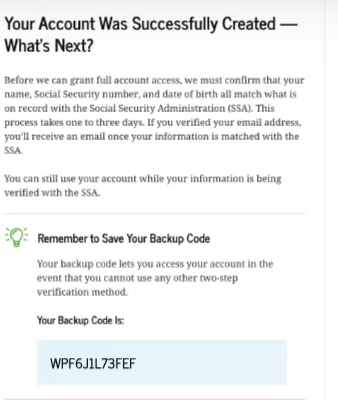 Your Account Was Successfully Created —
What's Next?
Before we can grant full account access, we must confirm that your
name, Social Security number, and date of birth all match what is
on record with the Social Security Administration (SSA). This
process takes one to three days. If you verified your email address,
you'll receive an email once your information is matched with the
SSA.
You can still use your account while your information is being
verified with the SSA.
Remember to Save Your Backup Code
Your backup code lets you access your account in the
event that you cannot use any other two-step
verification method.
Your Backup Code Is:
WPF6J1L73FEF